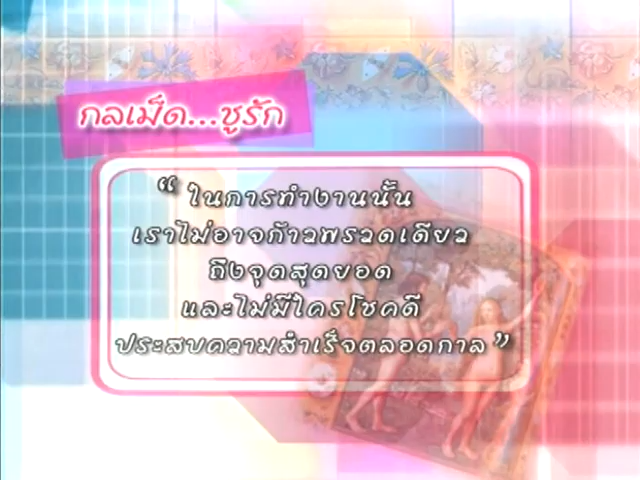 กลเม็ด...ชูรัก
“ ในการทำงานนั้น
เราไม่อาจก้าวพรวดเดียว
ถึงจุดสุดยอด
และไม่มีใครโชคดี
ประสบความสำเร็จตลอดกาล ”